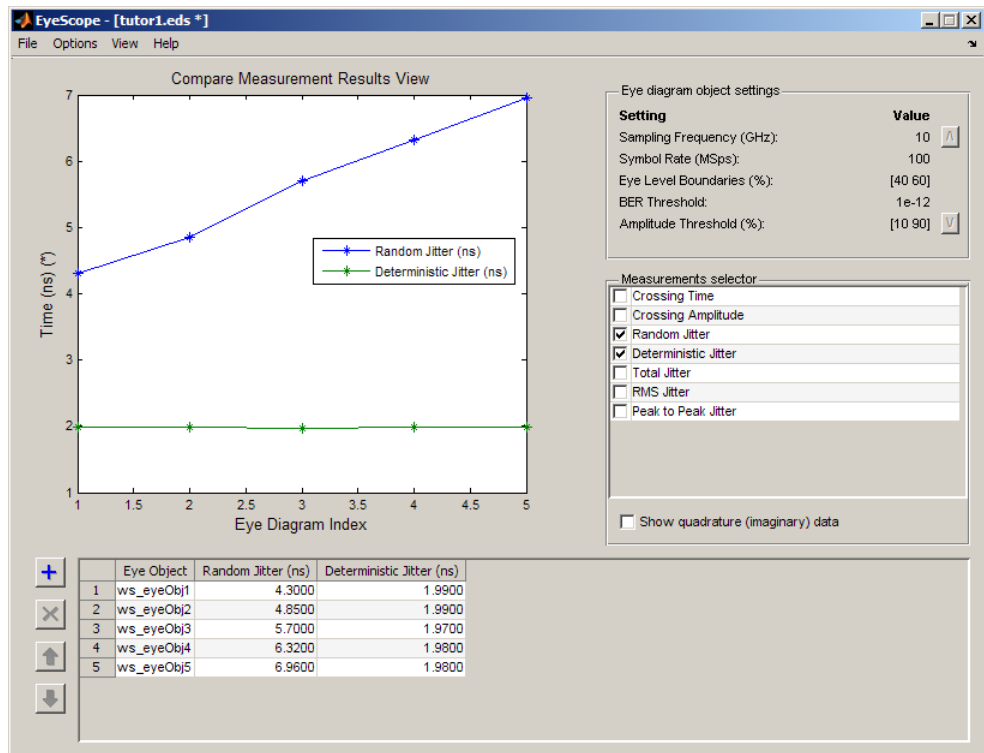 EyeScope - [tutor1.eds *]
File Options View Help
Compare Measurement Results View
7
6
5
4
3
2
1
Time (ns) (*)
1 1.5 2 2.5 3 3.5 4 4.5 5
Eye Diagram Index
Random Jitter (ns)
Deterministic Jitter (ns)
Eye diagram object settings
Setting Value
Sampling Frequency (GHz): 10
Symbol Rate (MSps): 100
Eye Level Boundaries (%): [40 60]
BER Threshold: 1e-12
Amplitude Threshold (%): [10 90]
Measurements selector
Crossing Time
Crossing Amplitude
Random Jitter
Deterministic Jitter
Total Jitter
RMS Jitter
Peak to Peak Jitter
Show quadrature (imaginary) data
Eye Object Random Jitter (ns) Deterministic Jitter (ns)
1 ws_eyeObj1 4.3000 1.9900
2 ws_eyeObj2 4.8500 1.9900
3 ws_eyeObj3 5.7000 1.9700
4 ws_eyeObj4 6.3200 1.9800
5 ws_eyeObj5 6.9600 1.9800